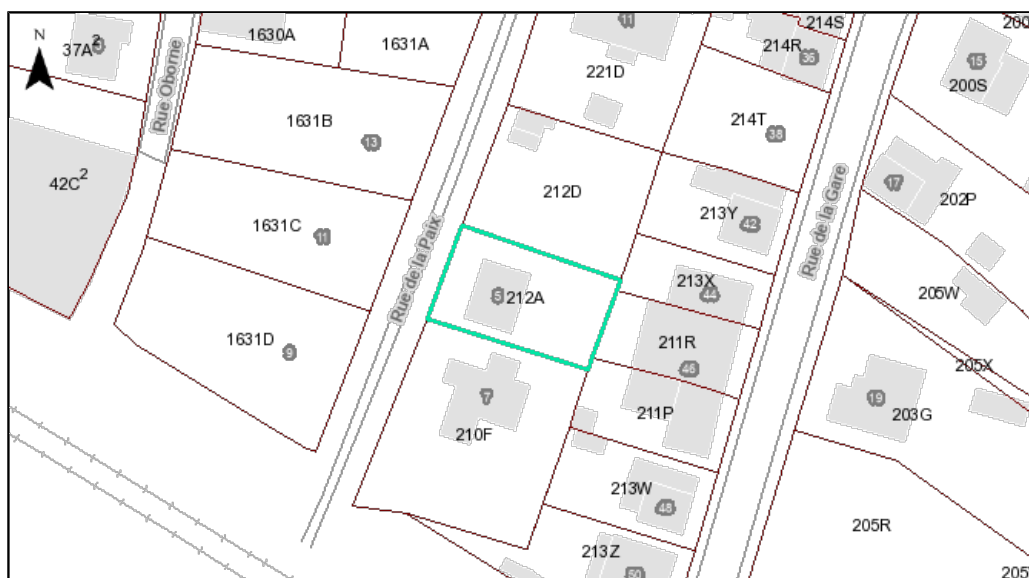 N
37A²
1630A
1631A
11
214S
214R
36
200
15
200S
221D
Rue Oborne
1631B
13
214T
38
42C²
212D
213Y
42
17
202P
1631C
11
Rue de la Paix
Rue de la Gare
213X
44
205W
5
212A
1631D
9
211R
46
205X
7
210F
211P
19
203G
213W
48
205R
213Z
50
205